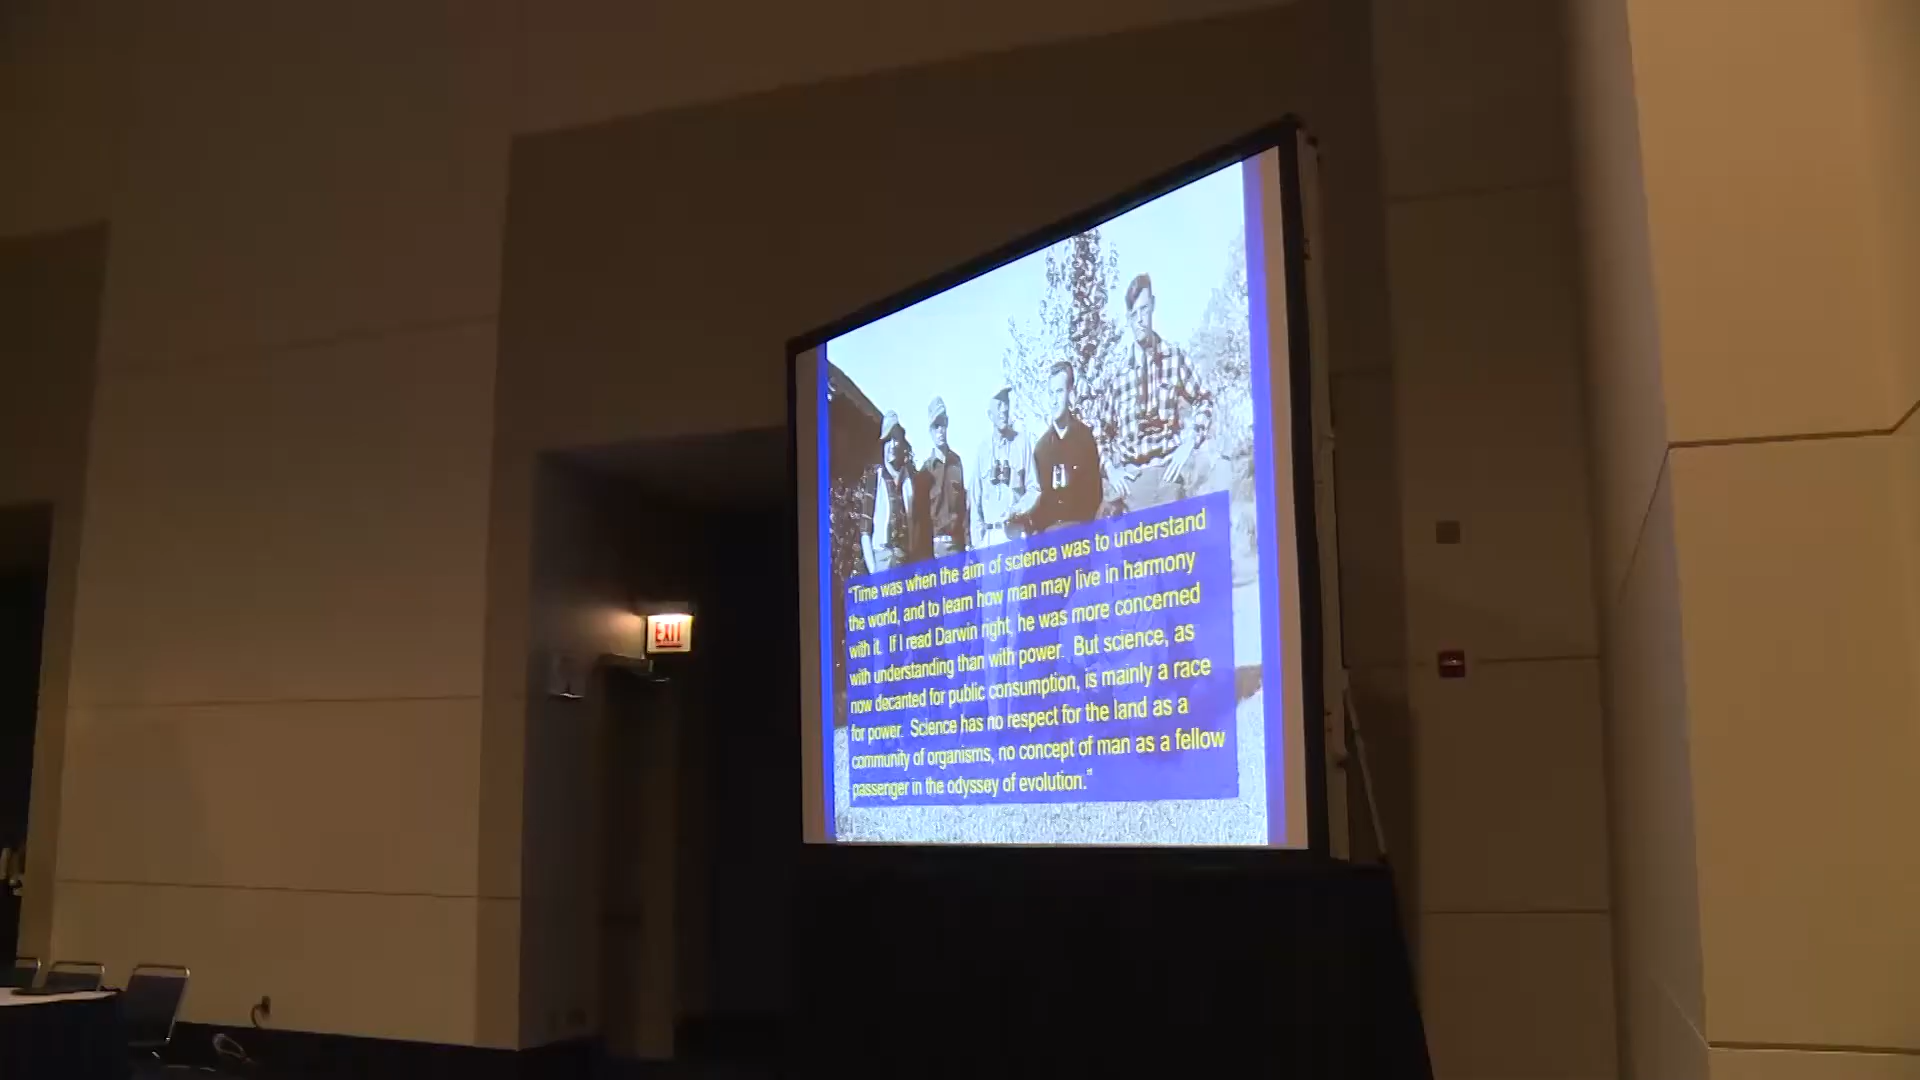 EXIT
"Time was when the aim of science was to understand
the world, and to learn how man may live in harmony
with it. If I read Darwin right, he was more concerned
with understanding than with power. But science, as
now decanted for public consumption, is mainly a race
for power. Science has no respect for the land as a
community of organisms, no concept of man as a fellow
passenger in the odyssey of evolution."